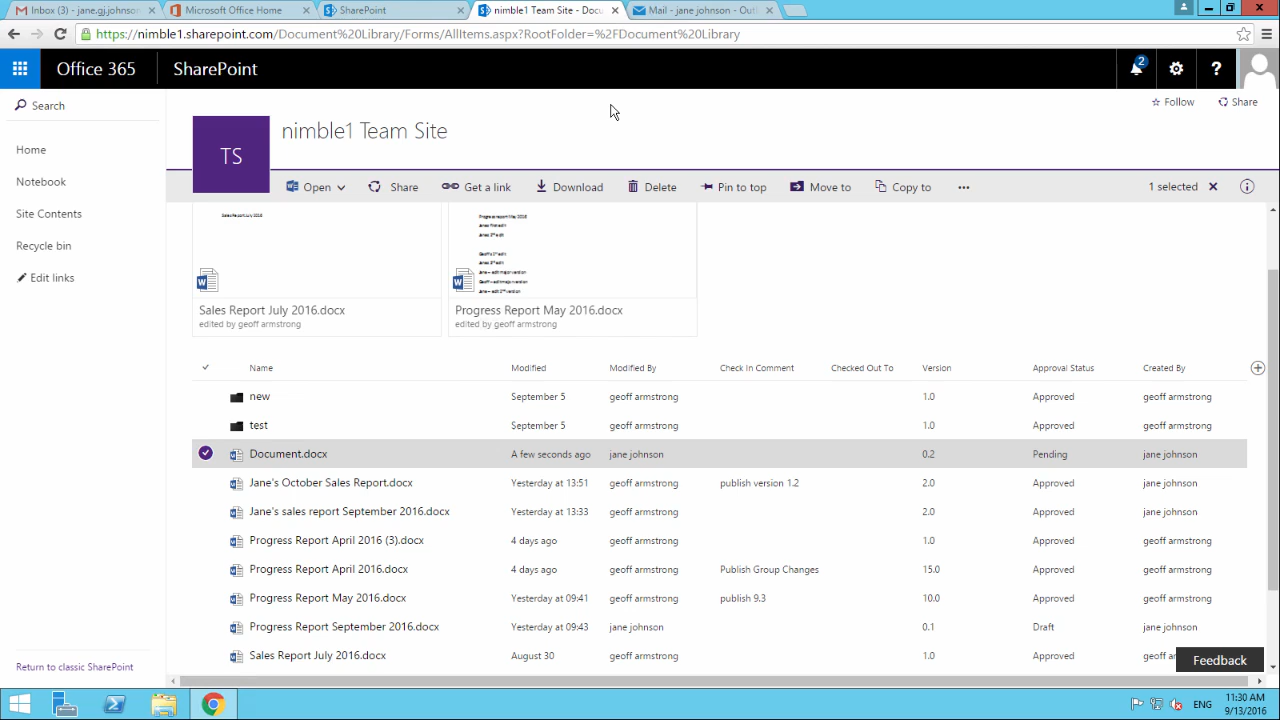 Inbox (3) - jane.gj.johnson
Microsoft Office Home
SharePoint
nimble1 Team Site - Docu
Mail - jane johnson - Outl
https://nimble1.sharepoint.com/Document%20Library/Forms/AllItems.aspx?RootFolder=%2FDocument%20Library
Office 365 SharePoint 2 ?
Search
Follow Share
nimble1 Team Site
TS
Home
Notebook
Site Contents
Recycle bin
Edit links
Open Share Get a link Download Delete Pin to top Move to Copy to ... 1 selected
Sales Report July 2016
Progress report May 2016
Sales Report July 2016.docx
edited by geoff armstrong
Progress Report May 2016.docx
edited by geoff armstrong
Name Modified Modified By Check In Comment Checked Out To Version Approval Status Created By
new September 5 geoff armstrong 1.0 Approved geoff armstrong
test September 5 geoff armstrong 1.0 Approved geoff armstrong
Document.docx A few seconds ago jane johnson 0.2 Pending jane johnson
Jane's October Sales Report.docx Yesterday at 13:51 geoff armstrong publish version 1.2 2.0 Approved jane johnson
Jane's sales report September 2016.docx Yesterday at 13:33 geoff armstrong 2.0 Approved jane johnson
Progress Report April 2016 (3).docx 4 days ago geoff armstrong 1.0 Approved geoff armstrong
Progress Report April 2016.docx 4 days ago geoff armstrong Publish Group Changes 15.0 Approved geoff armstrong
Progress Report May 2016.docx Yesterday at 09:41 geoff armstrong publish 9.3 10.0 Approved geoff armstrong
Progress Report September 2016.docx Yesterday at 09:43 jane johnson 0.1 Draft jane johnson
Sales Report July 2016.docx August 30 geoff armstrong 1.0 Approved
Return to classic SharePoint
Feedback
ENG
11:30 AM
9/13/2016